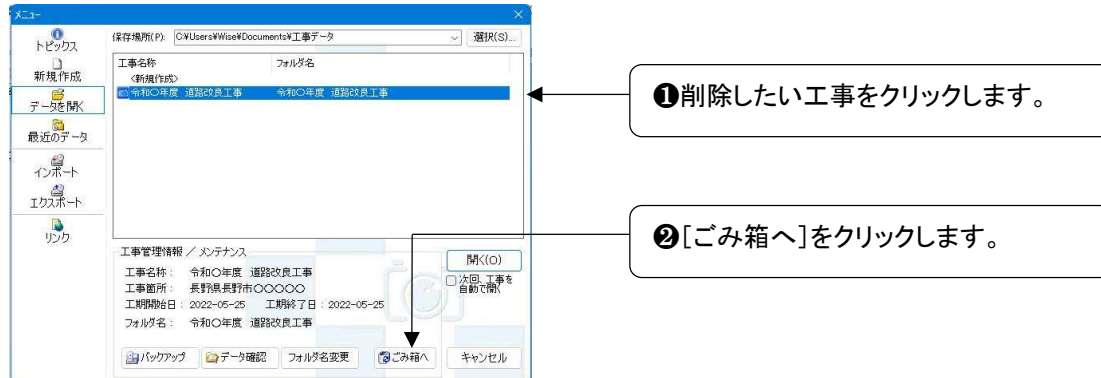 メニュー
トピックス
新規作成
データを開く
最近のデータ
インポート
エクスポート
リンク
保存場所(P): C:¥Users¥Wise¥Documents¥工事データ 選択(S)...
工事名称 フォルダ名
<新規作成>
令和〇年度 道路改良工事 令和〇年度 道路改良工事
工事管理情報 / メンテナンス
工事名称: 令和〇年度 道路改良工事
工事箇所: 長野県長野市〇〇〇〇〇
工期開始日: 2022-05-25 工期終了日: 2022-05-25
フォルダ名: 令和〇年度 道路改良工事
バックアップ データ確認 フォルダ名変更 ごみ箱へ
開く(O)
次回、工事を
自動で開く
キャンセル
❶削除したい工事をクリックします。
❷[ごみ箱へ]をクリックします。